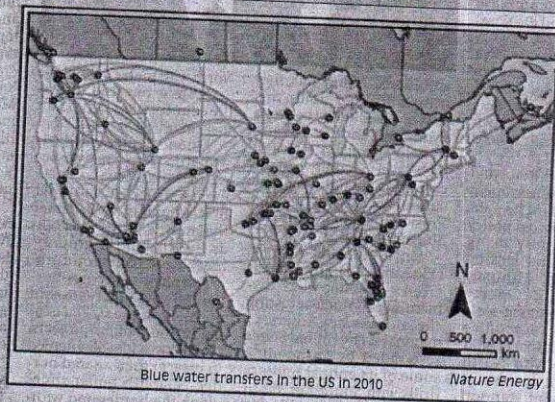 N
0 500 1,000
km
Blue water transfers in the US in 2010 Nature Energy